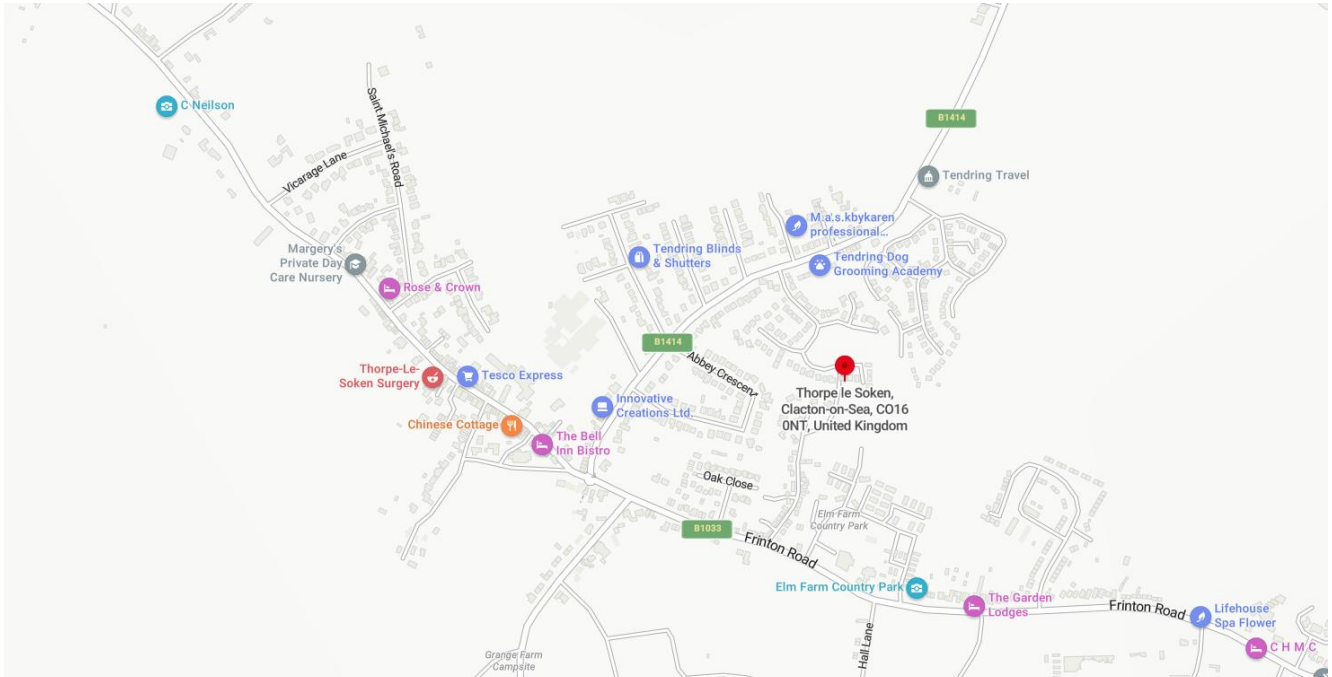 C Neilson
Saint Michael's Road
Vicarage Lane
B1414
Tendring Travel
M.a.s.kbykaren
professional...
Tendring Blinds
& Shutters
Tendring Dog
Grooming Academy
Margery's
Private Day
Care Nursery
Rose & Crown
B1414
Abbey Crescen
Thorpe-Le-
Soken Surgery
Tesco Express
Thorpe le Soken,
Clacton-on-Sea, CO16
0NT, United Kingdom
Innovative
Creations Ltd.
Chinese Cottage
The Bell
Inn Bistro
Oak Close
Elm Farm
Country Park
B1033
Frinton Road
Elm Farm Country Park
The Garden
Lodges
Frinton Road
Lifehouse
Spa Flower
Hall Lane
C H M C
Grange Farm
Campsite